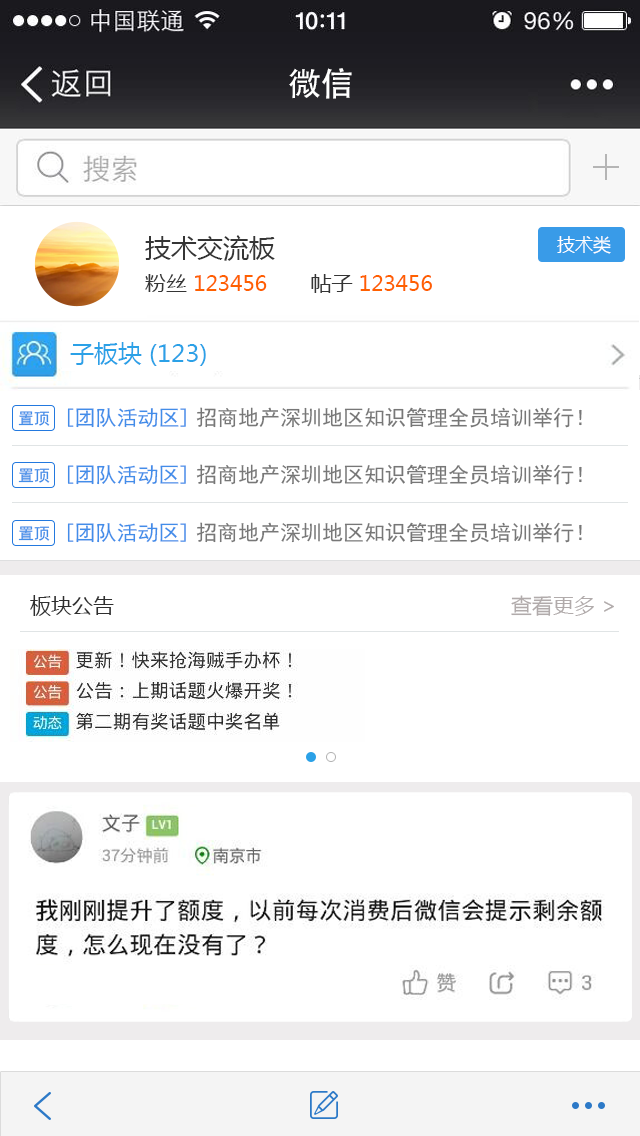 中国联通 10:11 96%
返回 微信
搜索
技术交流板 技术类
粉丝 123456 帖子 123456
子板块 (123)
置顶 [团队活动区] 招商地产深圳地区知识管理全员培训举行!
置顶 [团队活动区] 招商地产深圳地区知识管理全员培训举行!
置顶 [团队活动区] 招商地产深圳地区知识管理全员培训举行!
板块公告 查看更多 >
公告 更新！快来抢海贼手办杯！
公告 公告：上期话题火爆开奖！
动态 第二期有奖话题中奖名单
文子 LV1
37分钟前 南京市
我刚刚提升了额度，以前每次消费后微信会提示剩余额
度，怎么现在没有了？
赞 3